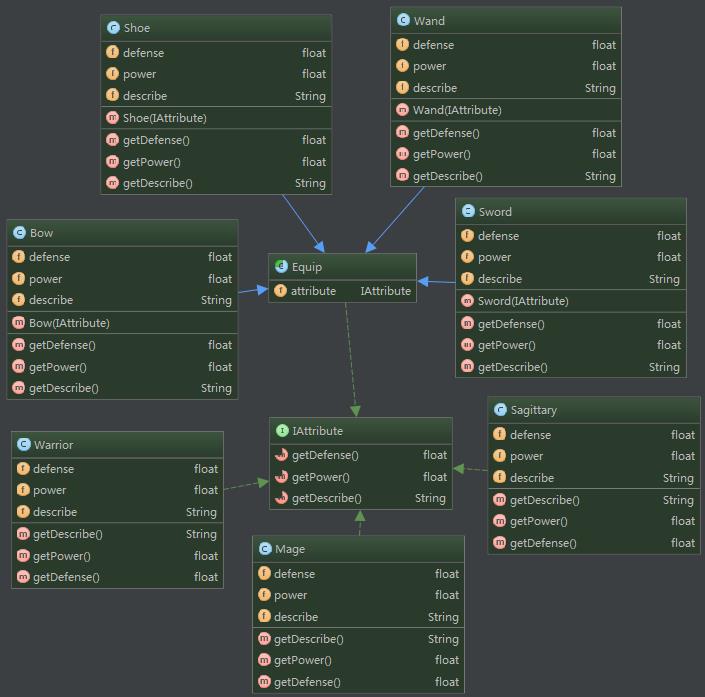 Shoe
defense float
power float
describe String
Shoe(IAttribute)
getDefense() float
getPower() float
getDescribe() String
Wand
defense float
power float
describe String
Wand(IAttribute)
getDefense() float
getPower() float
getDescribe() String
Bow
defense float
power float
describe String
Bow(IAttribute)
getDefense() float
getPower() float
getDescribe() String
Equip
attribute IAttribute
Sword
defense float
power float
describe String
Sword(IAttribute)
getDefense() float
getPower() float
getDescribe() String
Warrior
defense float
power float
describe String
getDescribe() String
getPower() float
getDefense() float
IAttribute
getDefense() float
getPower() float
getDescribe() String
Sagittary
defense float
power float
describe String
getDescribe() String
getPower() float
getDefense() float
Mage
defense float
power float
describe String
getDescribe() String
getPower() float
getDefense() float